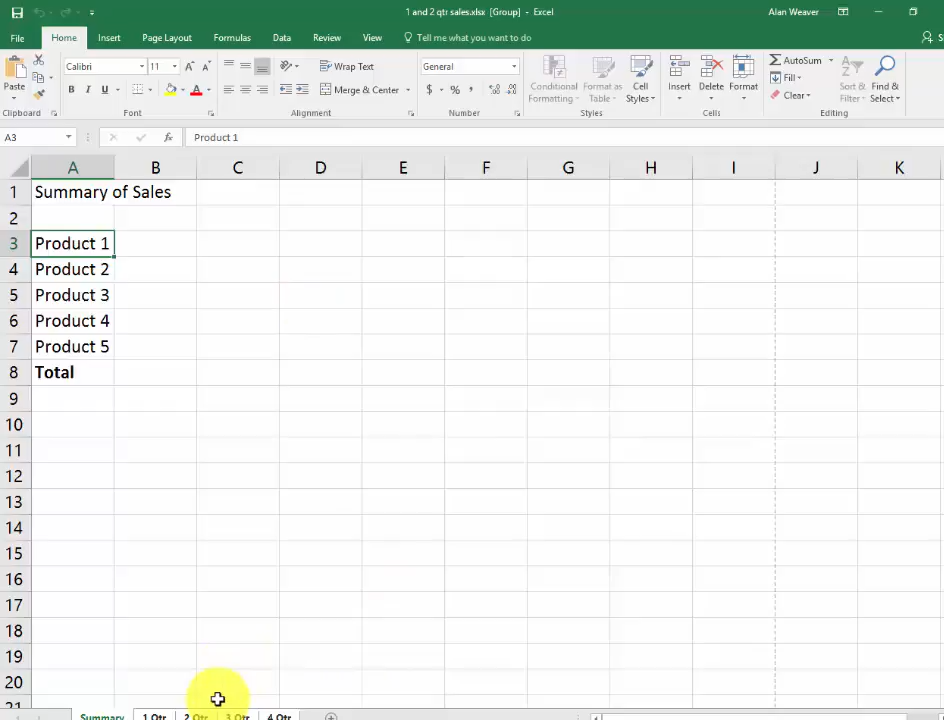 1 and 2 qtr sales.xlsx [Group] - Excel
Alan Weaver
File Home Insert Page Layout Formulas Data Review View Tell me what you want to do
Paste
Calibri 11
B I U A
Wrap Text
Merge & Center
General
$ % ,
Conditional Formatting
Format as Table
Cell Styles
Insert
Delete
Format
AutoSum
Fill
Clear
Sort & Filter
Find & Select
Clipboard Font Alignment Number Styles Cells Editing
A3 fx Product 1
A B C D E F G H I J K
1 Summary of Sales
2
3 Product 1
4 Product 2
5 Product 3
6 Product 4
7 Product 5
8 Total
9
10
11
12
13
14
15
16
17
18
19
20
21
Summary 1 Qtr 2 Qtr 3 Qtr 4 Qtr